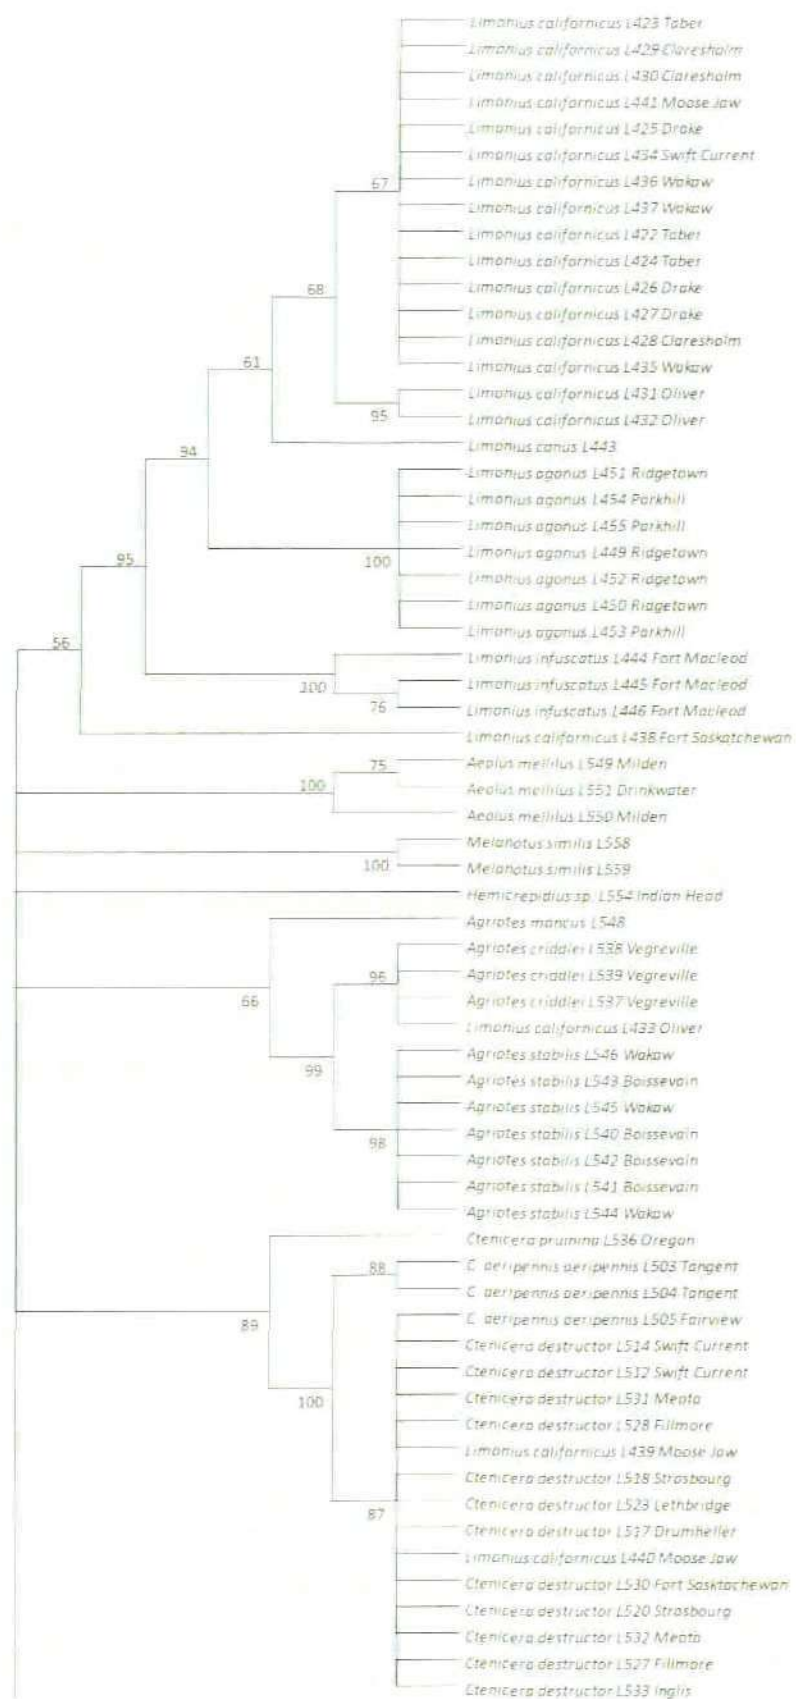 Limonius californicus L423 Taber
Limonius californicus L429 Claresholm
Limonius californicus L430 Claresholm
Limonius californicus L441 Moose Jaw
Limonius californicus L425 Drake
Limonius californicus L434 Swift Current
Limonius californicus L436 Wakaw
67
Limonius californicus L437 Wakaw
Limonius californicus L422 Taber
Limonius californicus L424 Taber
Limonius californicus L426 Drake
68
Limonius californicus L427 Drake
Limonius californicus L428 Claresholm
Limonius californicus L435 Wakaw
61
Limonius californicus L431 Oliver
Limonius californicus L432 Oliver
95
Limonius canus L443
94
Limonius agonus L451 Ridgetown
Limonius agonus L454 Parkhill
Limonius agonus L455 Parkhill
Limonius agonus L449 Ridgetown
95
100
Limonius agonus L452 Ridgetown
Limonius agonus L450 Ridgetown
Limonius agonus L453 Parkhill
56
Limonius infuscatus L444 Fort Macleod
Limonius infuscatus L445 Fort Macleod
100
Limonius infuscatus L446 Fort Macleod
76
Limonius californicus L438 Fort Saskatchewan
Aeolus mellilus L549 Milden
75
Aeolus mellilus L551 Drinkwater
100
Aeolus mellilus L550 Milden
Melanotus similis L558
Melanotus similis L559
100
Hemicrepidius sp. L554 Indian Head
Agriotes mancus L548
Agriotes criddlei L538 Vegreville
Agriotes criddlei L539 Vegreville
96
Agriotes criddlei L537 Vegreville
66
Limonius californicus L433 Oliver
Agriotes stabilis L546 Wakaw
99
Agriotes stabilis L543 Boissevain
Agriotes stabilis L545 Wakaw
Agriotes stabilis L540 Boissevain
98
Agriotes stabilis L542 Boissevain
Agriotes stabilis L541 Boissevain
Agriotes stabilis L544 Wakaw
Ctenicera pruinina L536 Oregon
C aeripennis aeripennis L503 Tangent
88
C aeripennis aeripennis L504 Tangent
C aeripennis aeripennis L505 Fairview
89
Ctenicera destructor L514 Swift Current
Ctenicera destructor L512 Swift Current
Ctenicera destructor L531 Meota
100
Ctenicera destructor L528 Fillmore
Limonius californicus L439 Moose Jaw
Ctenicera destructor L518 Strasbourg
Ctenicera destructor L523 Lethbridge
87
Ctenicera destructor L517 Drumheller
Limonius californicus L440 Moose Jaw
Ctenicera destructor L530 Fort Sasktachewan
Ctenicera destructor L520 Strasbourg
Ctenicera destructor L532 Meota
Ctenicera destructor L527 Fillmore
Ctenicera destructor L533 Inglis